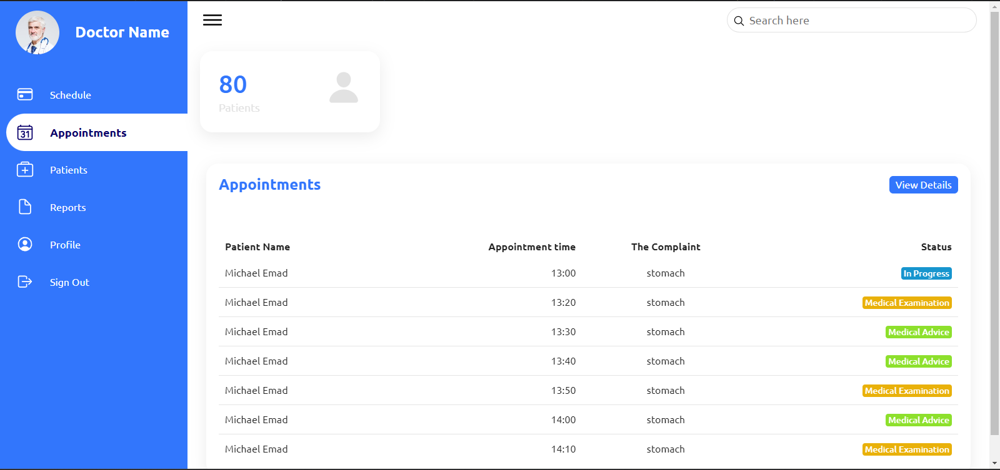 Doctor Name
Search here
80
Patients
Schedule
31 Appointments
Patients
Reports
Profile
Sign Out
Appointments
View Details
Patient Name Appointment time The Complaint Status
Michael Emad 13:00 stomach In Progress
Michael Emad 13:20 stomach Medical Examination
Michael Emad 13:30 stomach Medical Advice
Michael Emad 13:40 stomach Medical Advice
Michael Emad 13:50 stomach Medical Examination
Michael Emad 14:00 stomach Medical Advice
Michael Emad 14:10 stomach Medical Examination